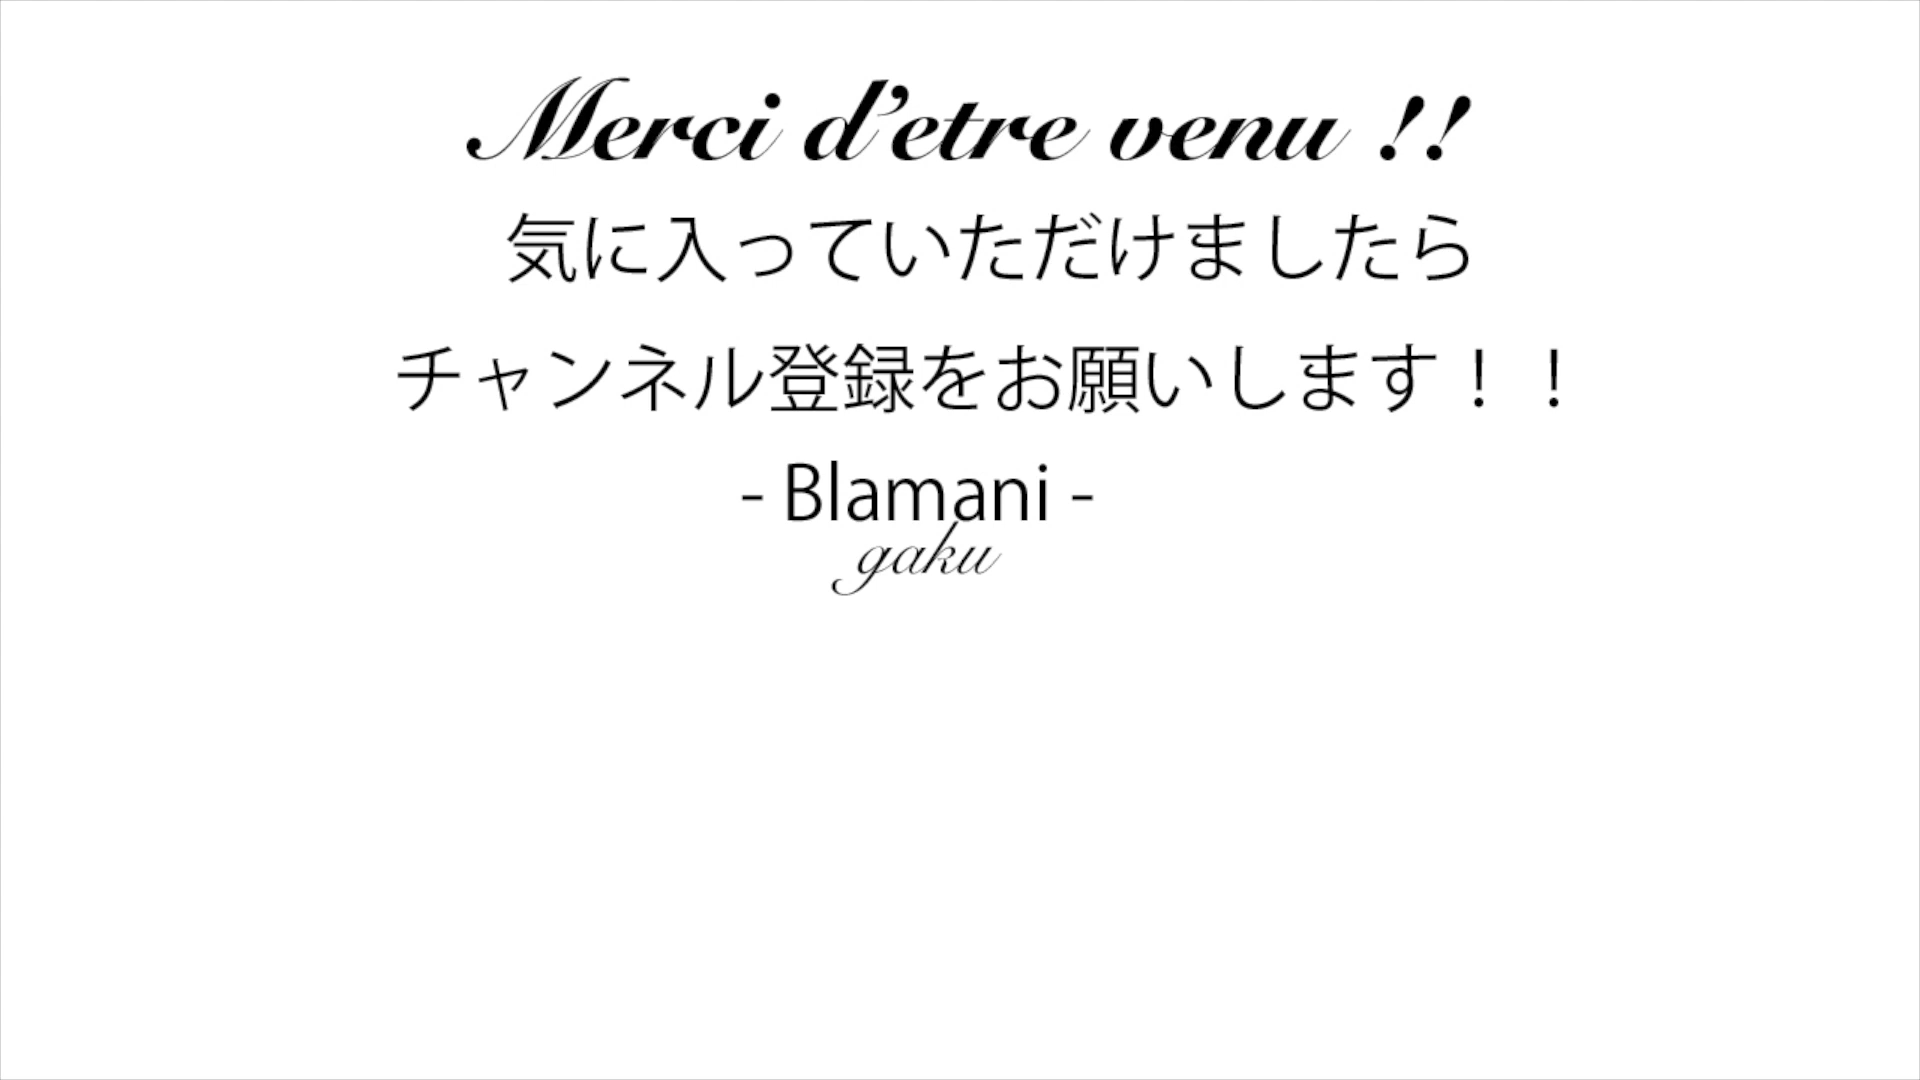 Merci d’etre venu !!
気に入っていただけましたら
チャンネル登録をお願いします！！
- Blamani -
gaku